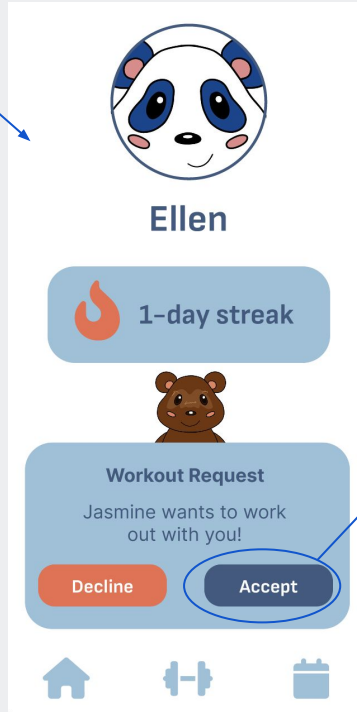 Ellen
1-day streak
Workout Request
Jasmine wants to work
out with you!
Decline
Accept